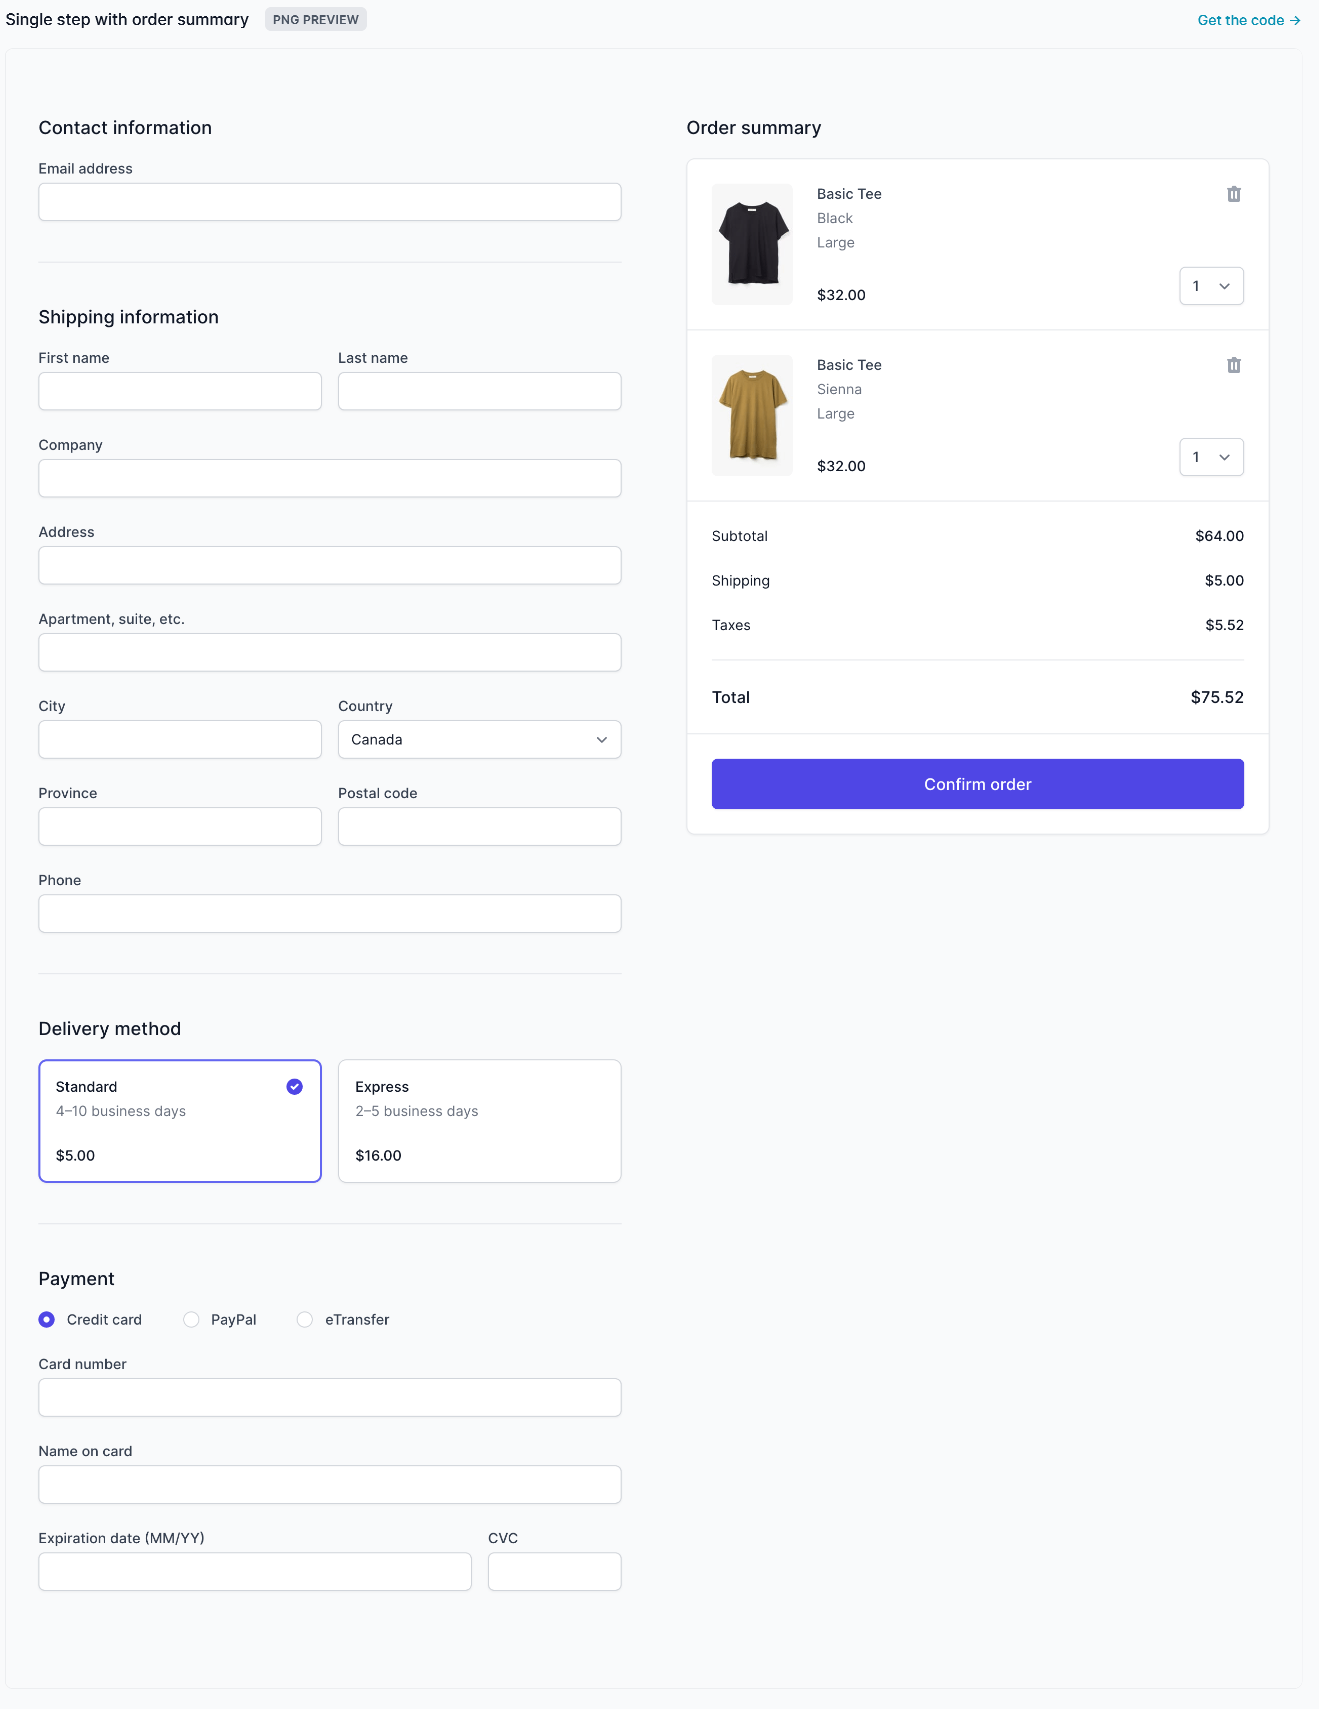 Single step with order summary PNG PREVIEW Get the code →
Contact information
Email address
Shipping information
First name Last name
Company
Address
Apartment, suite, etc.
City Country
Canada
Province Postal code
Phone
Delivery method
Standard
4–10 business days
$5.00
Express
2–5 business days
$16.00
Payment
Credit card PayPal eTransfer
Card number
Name on card
Expiration date (MM/YY) CVC
Order summary
Basic Tee
Black
Large
$32.00 1
Basic Tee
Sienna
Large
$32.00 1
Subtotal $64.00
Shipping $5.00
Taxes $5.52
Total $75.52
Confirm order